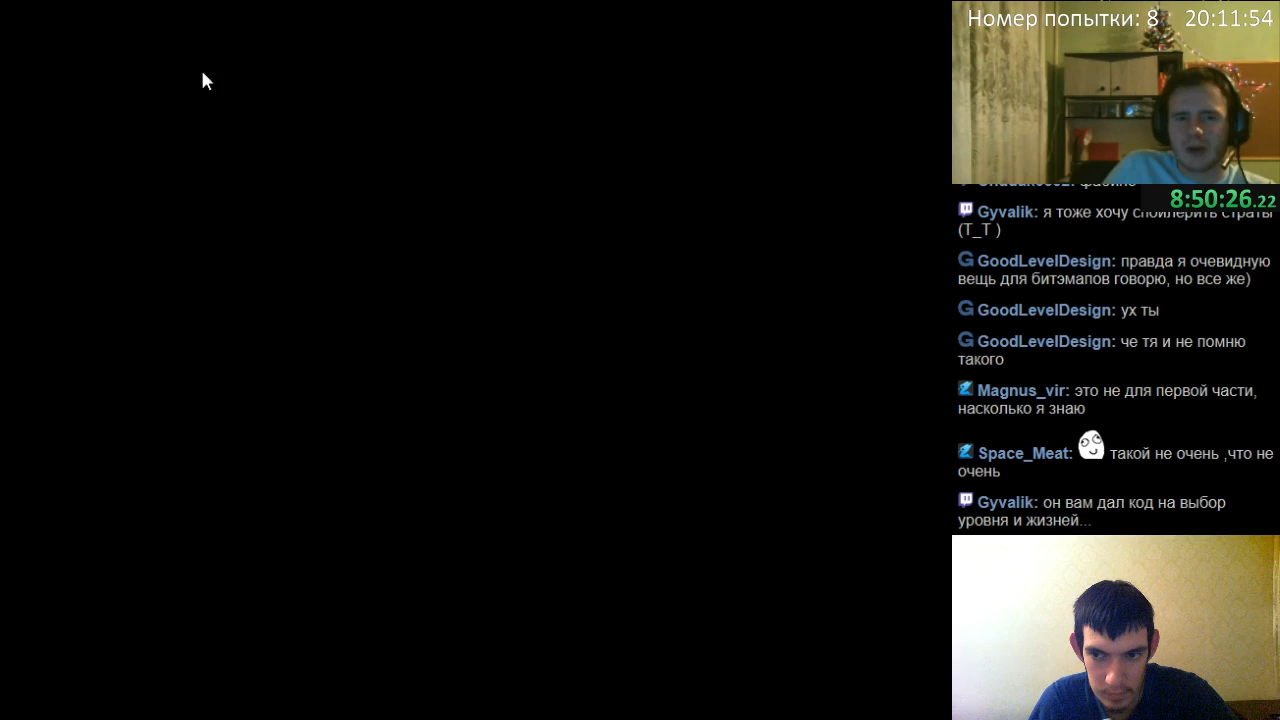 Номер попытки: 8 20:11:54
8:50:26.22
Gyvalik: я тоже хочу спойлерить страты
(T_T )
GoodLevelDesign: правда я очевидную
вещь для битэмапов говорю, но все же)
GoodLevelDesign: ух ты
GoodLevelDesign: че тя и не помню
такого
Magnus_vir: это не для первой части,
насколько я знаю
Space_Meat: такой не очень ,что не
очень
Gyvalik: он вам дал код на выбор
уровня и жизней...